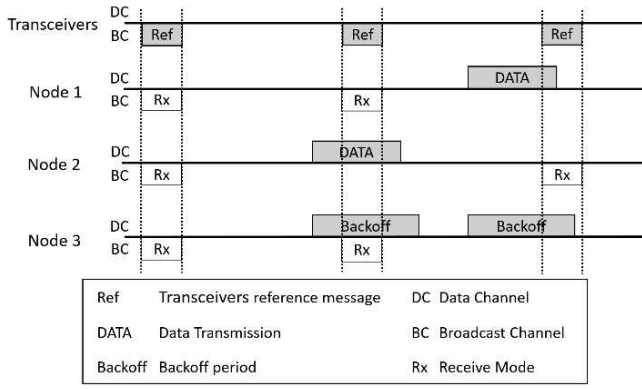 DC
Transceivers
BC Ref Ref Ref
DC DATA
Node 1
BC Rx Rx
DC DATA
Node 2
BC Rx Rx
DC Backoff Backoff
Node 3
BC Rx Rx
Ref Transceivers reference message DC Data Channel
DATA Data Transmission BC Broadcast Channel
Backoff Backoff period Rx Receive Mode